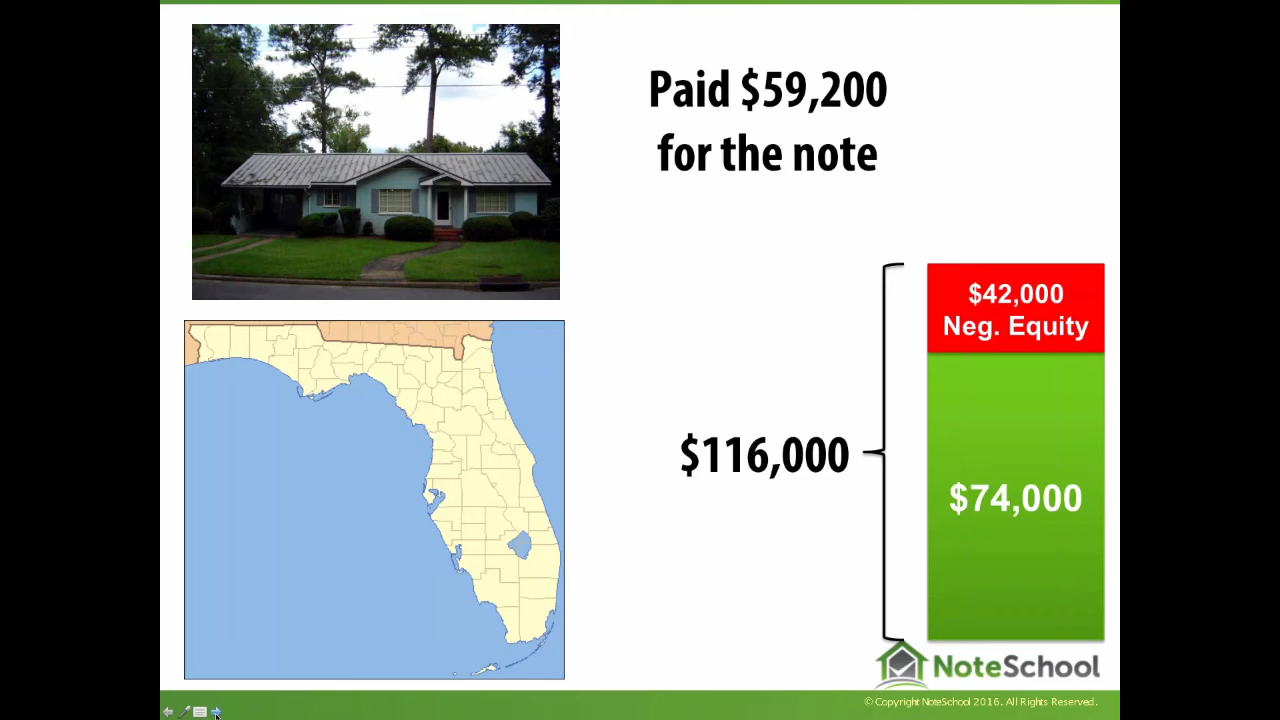 Paid $59,200
for the note
$42,000
Neg. Equity
$116,000
$74,000
NoteSchool
© Copyright NoteSchool 2016. All Rights Reserved.